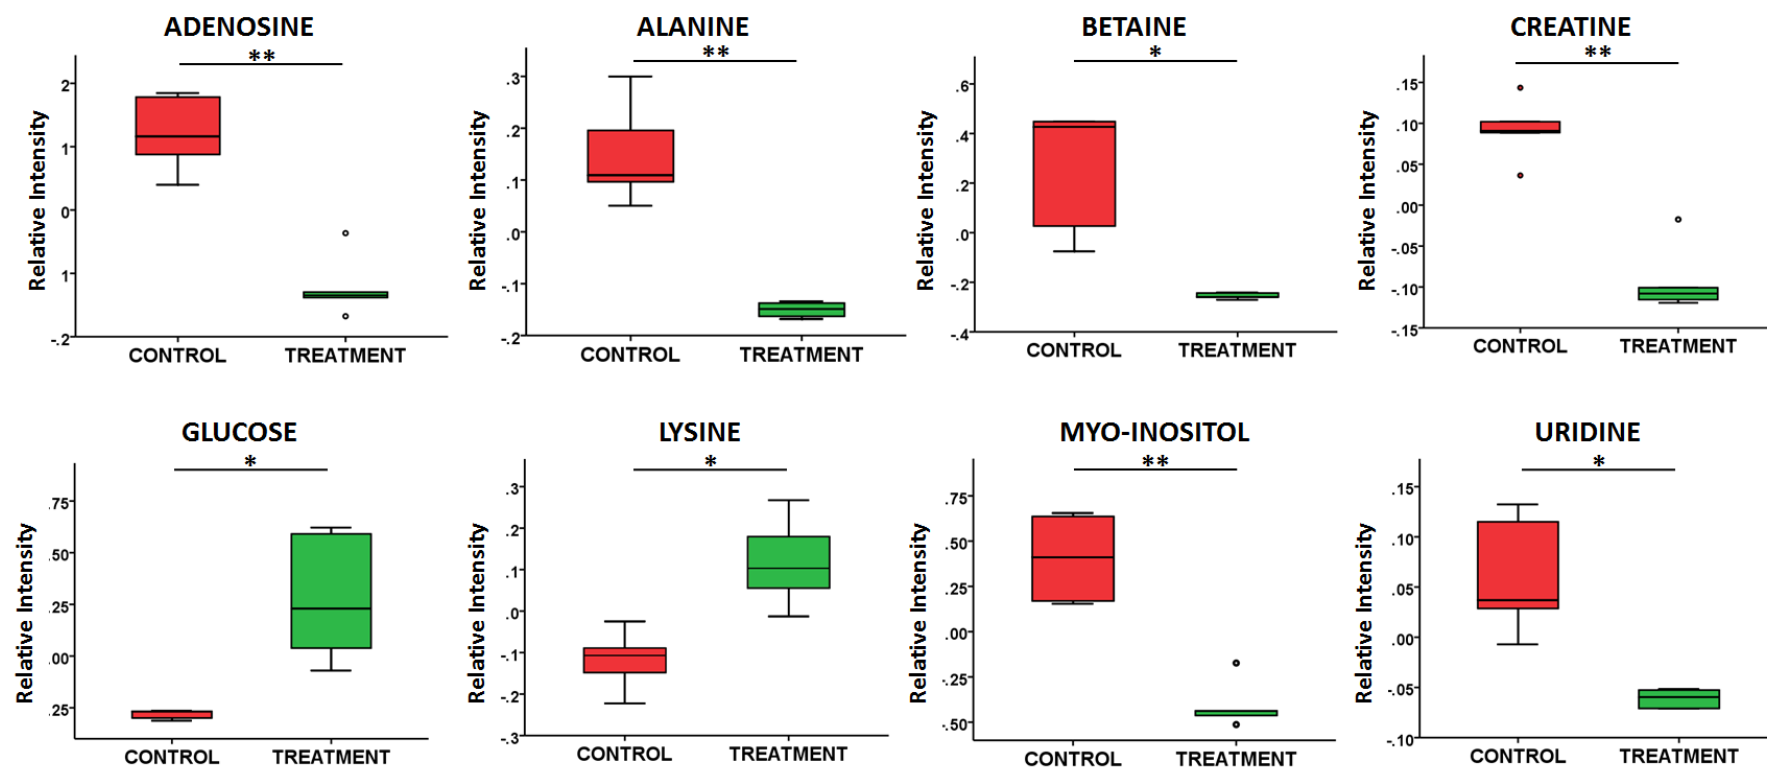 ADENOSINE
**
Relative Intensity
2
1
0
1
-.2
CONTROL TREATMENT
ALANINE
**
Relative Intensity
.3
.2
.1
.0
-.1
-.2
CONTROL TREATMENT
BETAINE
*
Relative Intensity
.6
.4
.2
.0
-.2
-.4
CONTROL TREATMENT
CREATINE
**
Relative Intensity
.15
.10
.05
.00
-.05
-.10
-.15
CONTROL TREATMENT
GLUCOSE
*
Relative Intensity
.75
.50
.25
.00
.25
CONTROL TREATMENT
LYSINE
*
Relative Intensity
.3
.2
.1
.0
-.1
-.2
-.3
CONTROL TREATMENT
MYO-INOSITOL
**
Relative Intensity
.75
.50
.25
.00
-.25
-.50
CONTROL TREATMENT
URIDINE
*
Relative Intensity
.15
.10
.05
.00
-.05
-.10
CONTROL TREATMENT